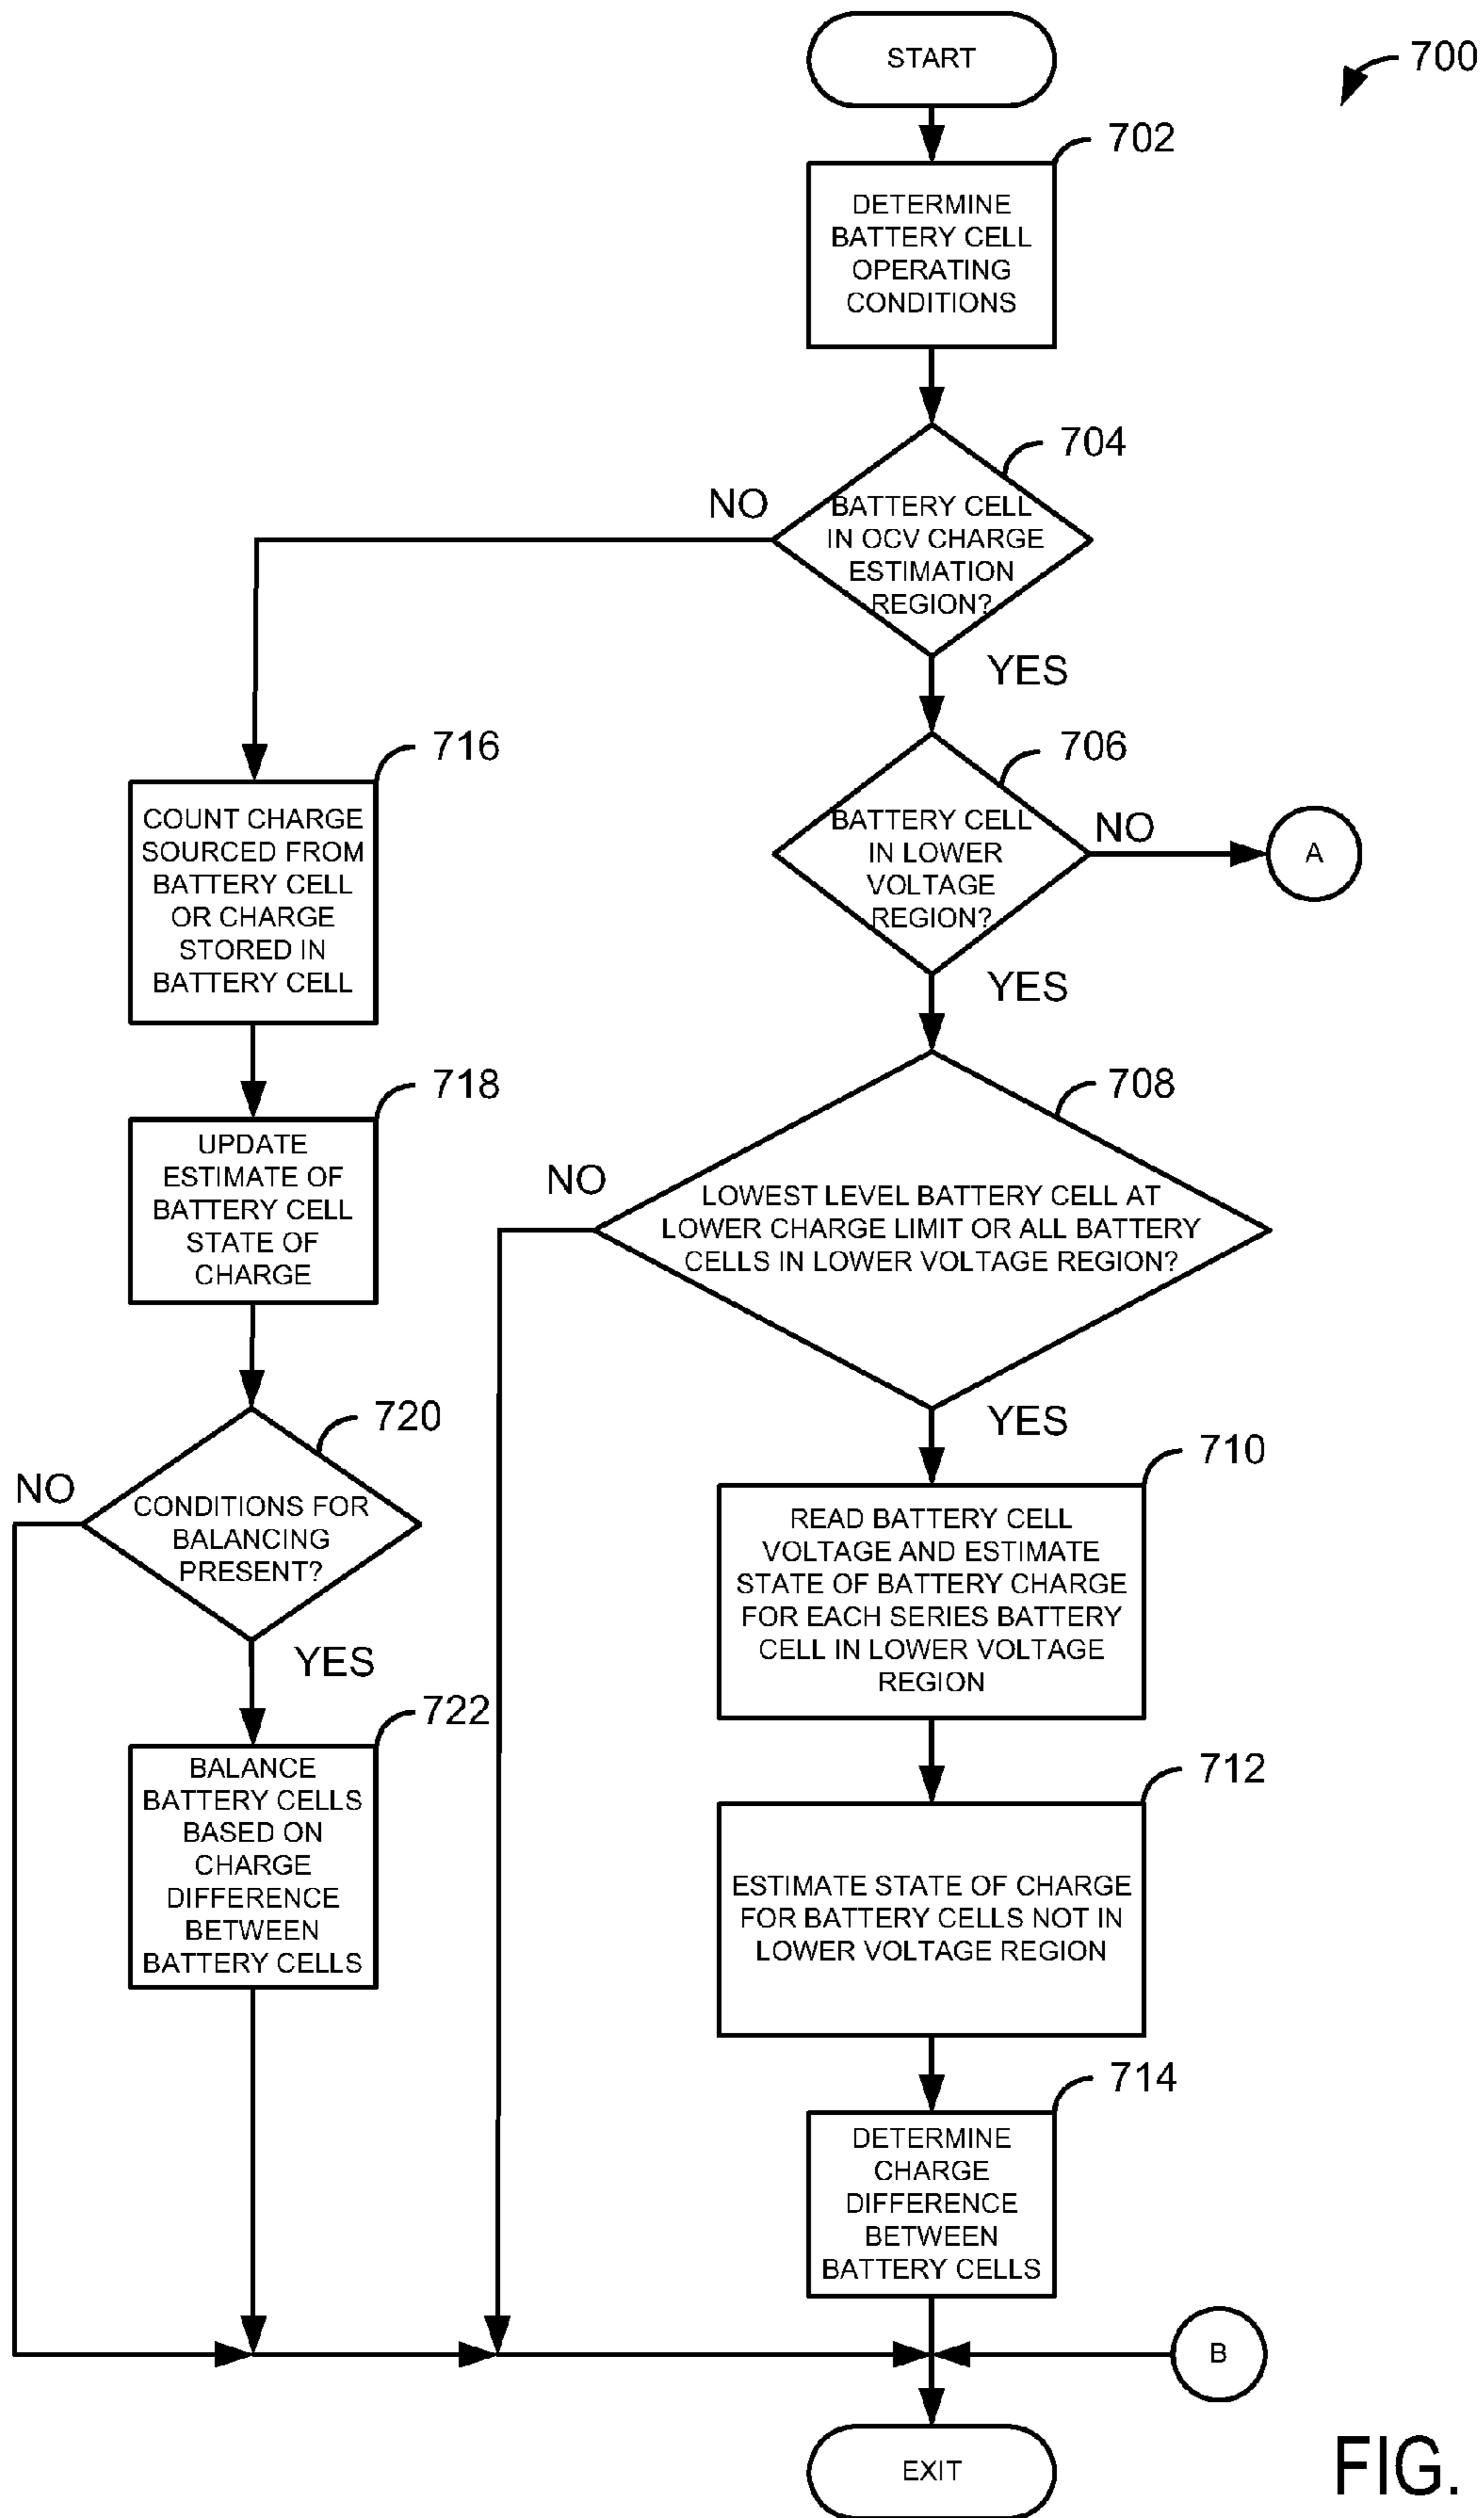 START
700
702
DETERMINE
BATTERY CELL
OPERATING
CONDITIONS
704
NO
BATTERY CELL
IN OCV CHARGE
ESTIMATION
REGION?
YES
716
706
COUNT CHARGE
SOURCED FROM
BATTERY CELL
OR CHARGE
STORED IN
BATTERY CELL
BATTERY CELL
IN LOWER
VOLTAGE
REGION?
NO
A
YES
718
708
UPDATE
ESTIMATE OF
BATTERY CELL
STATE OF
CHARGE
NO
LOWEST LEVEL BATTERY CELL AT
LOWER CHARGE LIMIT OR ALL BATTERY
CELLS IN LOWER VOLTAGE REGION?
YES
720
NO
CONDITIONS FOR
BALANCING
PRESENT?
YES
710
READ BATTERY CELL
VOLTAGE AND ESTIMATE
STATE OF BATTERY CHARGE
FOR EACH SERIES BATTERY
CELL IN LOWER VOLTAGE
REGION
722
BALANCE
BATTERY CELLS
BASED ON
CHARGE
DIFFERENCE
BETWEEN
BATTERY CELLS
712
ESTIMATE STATE OF CHARGE
FOR BATTERY CELLS NOT IN
LOWER VOLTAGE REGION
714
DETERMINE
CHARGE
DIFFERENCE
BETWEEN
BATTERY CELLS
B
EXIT
FIG.